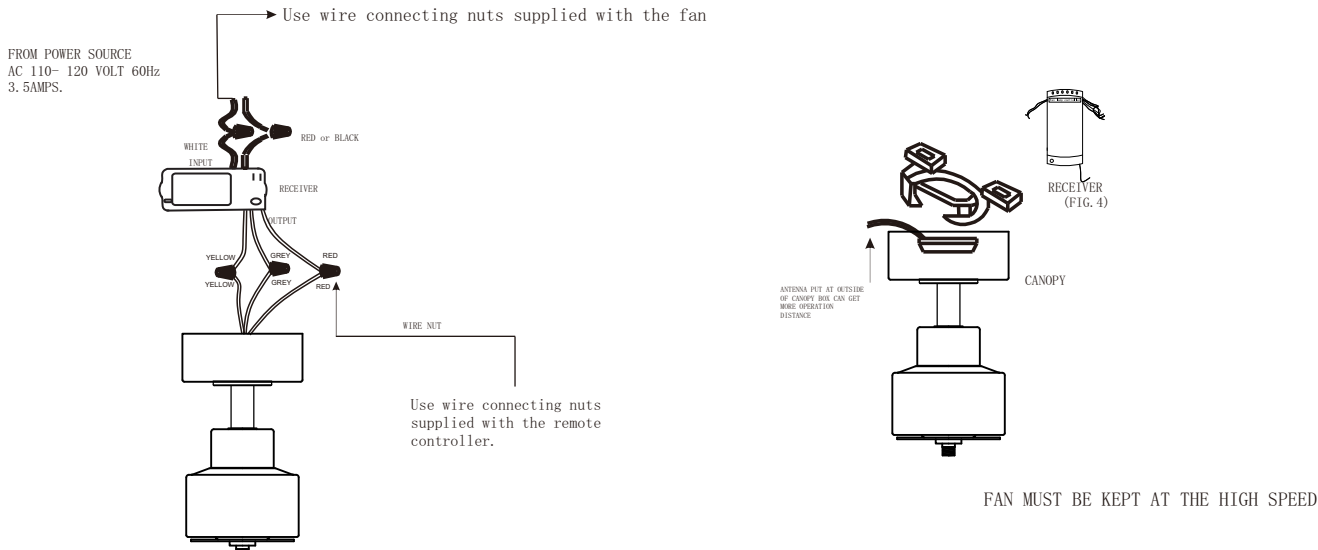 Use wire connecting nuts supplied with the fan
FROM POWER SOURCE
AC 110- 120 VOLT 60Hz
3.5AMPS.
RED or BLACK
WHITE
INPUT
RECEIVER
OUTPUT
YELLOW
GREY
RED
YELLOW
GREY
RED
WIRE NUT
Use wire connecting nuts
supplied with the remote
controller.
RECEIVER
(FIG.4)
CANOPY
ANTENNA PUT AT OUTSIDE
OF CANOPY BOX CAN GET
MORE OPERATION
DISTANCE
FAN MUST BE KEPT AT THE HIGH SPEED